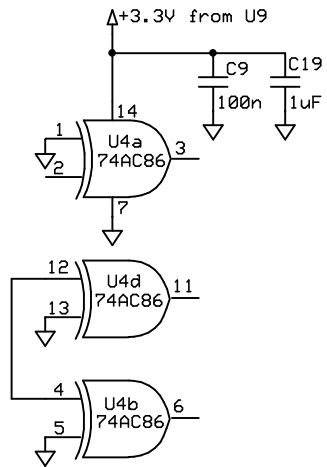 +3.3V from U9
C9
C19
100n
1uF
14
1
U4a
2
74AC86
3
7
12
U4d
11
74AC86
13
4
U4b
6
74AC86
5